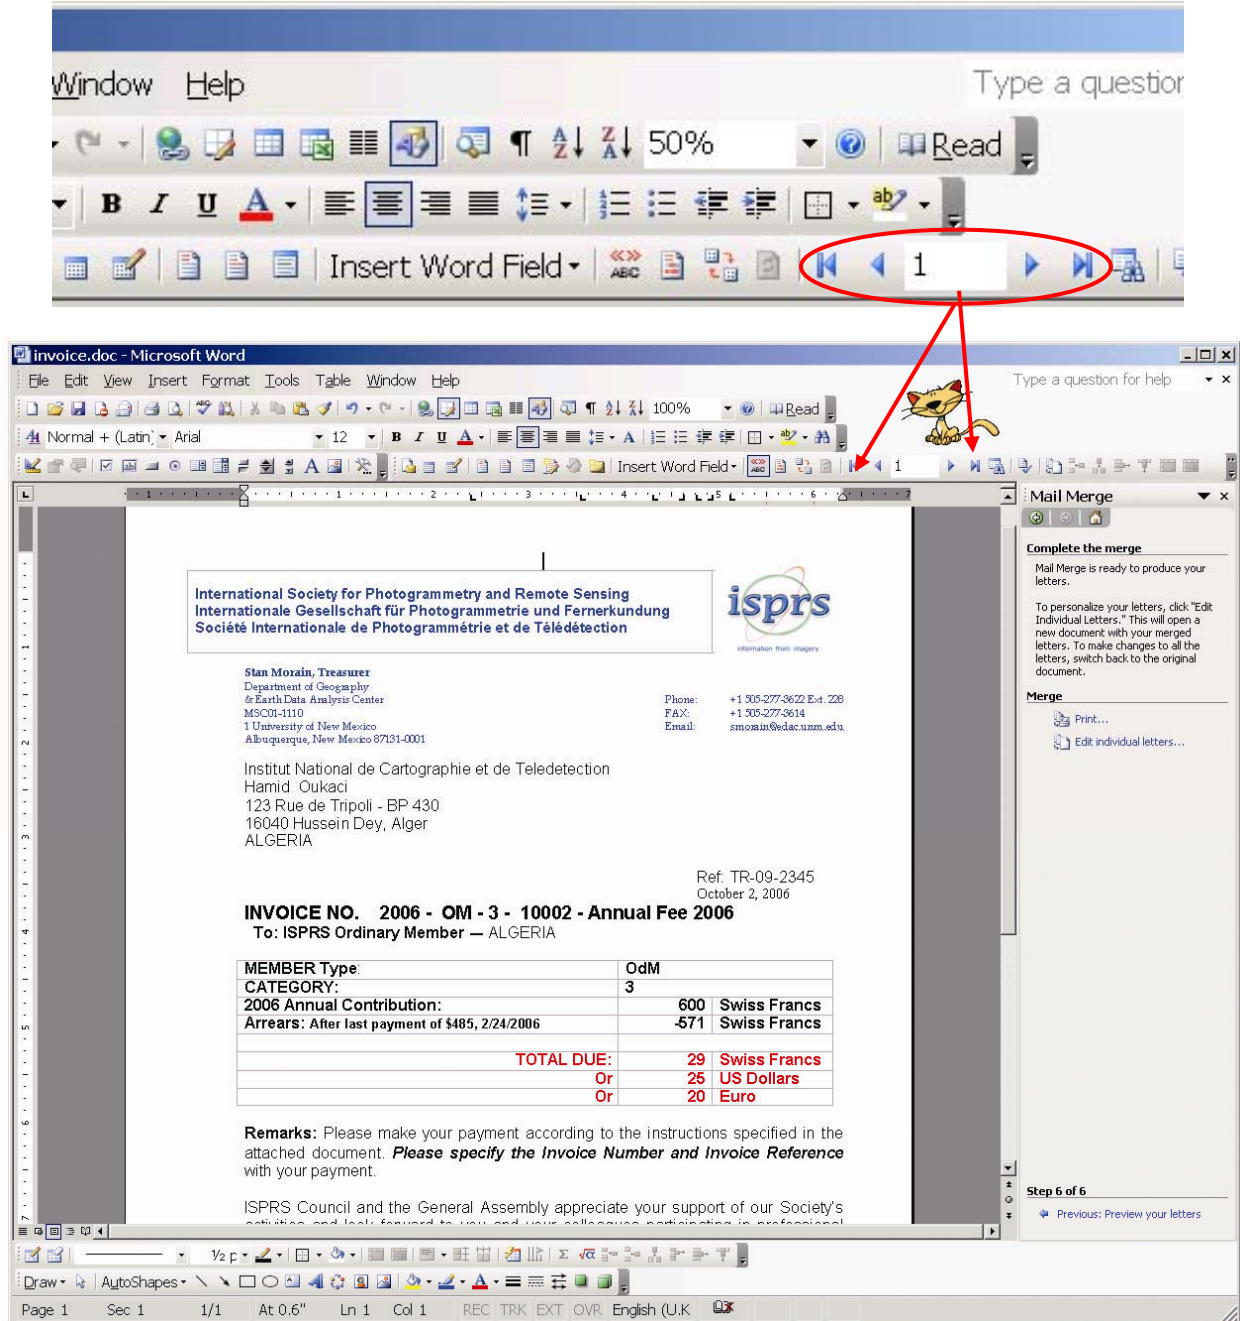 Window Help Type a question
50% Read
B I U A
Insert Word Field ABC 1
invoice.doc - Microsoft Word
File Edit View Insert Format Tools Table Window Help Type a question for help
100% Read
Normal + (Latin) Arial 12 B I U A
Insert Word Field 1
Mail Merge
Complete the merge
Mail Merge is ready to produce your
letters.
To personalize your letters, click "Edit
Individual Letters." This will open a
new document with your merged
letters. To make changes to all the
letters, switch back to the original
document.
Merge
Print...
Edit individual letters...
Step 6 of 6
Previous: Preview your letters
International Society for Photogrammetry and Remote Sensing
Internationale Gesellschaft für Photogrammetrie und Fernerkundung
Société Internationale de Photogrammétrie et de Télédétection
isprs
information from imagery
Stan Morain, Treasurer
Department of Geography
& Earth Data Analysis Center
MSC01-1110
1 University of New Mexico
Albuquerque, New Mexico 87131-0001
Phone: +1 505-277-3622 Ext. 228
FAX: +1 505-277-3614
Email: smorain@edac.unm.edu
Institut National de Cartographie et de Teledetection
Hamid Oukaci
123 Rue de Tripoli - BP 430
16040 Hussein Dey, Alger
ALGERIA
Ref: TR-09-2345
October 2, 2006
INVOICE NO. 2006 - OM - 3 - 10002 - Annual Fee 2006
To: ISPRS Ordinary Member — ALGERIA
MEMBER Type: OdM
CATEGORY: 3
2006 Annual Contribution: 600 Swiss Francs
Arrears: After last payment of $485, 2/24/2006 -571 Swiss Francs
TOTAL DUE: 29 Swiss Francs
Or 25 US Dollars
Or 20 Euro
Remarks: Please make your payment according to the instructions specified in the
attached document. Please specify the Invoice Number and Invoice Reference
with your payment.
ISPRS Council and the General Assembly appreciate your support of our Society's
activities and look forward to you and your colleagues participating in professional
½ p
Draw AutoShapes
Page 1 Sec 1 1/1 At 0.6" Ln 1 Col 1 REC TRK EXT OVR English (U.K